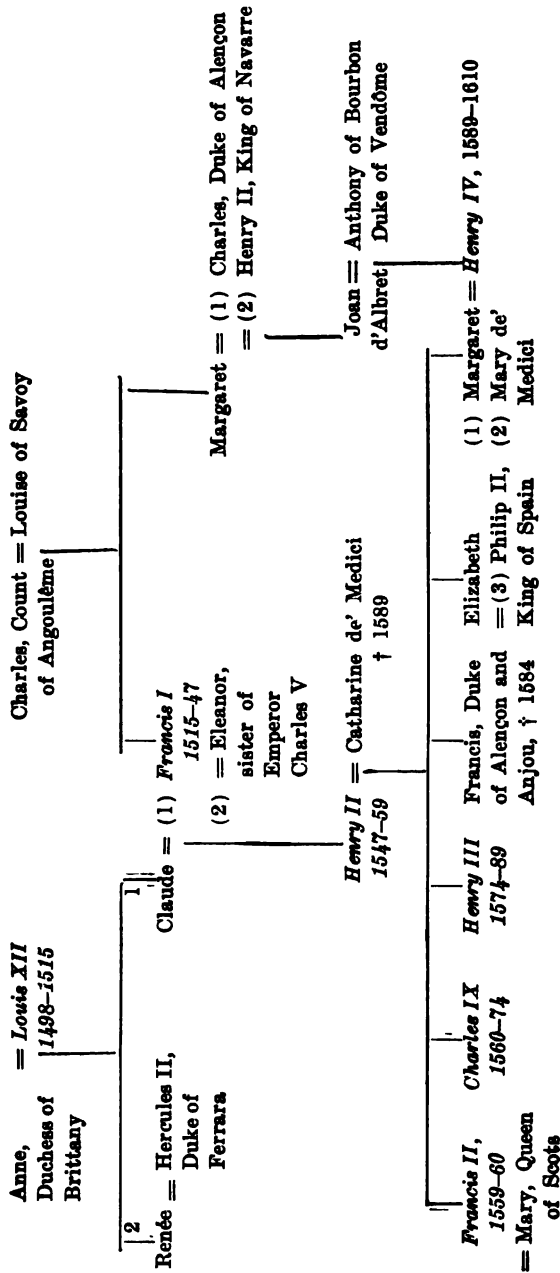 Anne, = Louis XII
Duchess of 1498–1515
Brittany
Charles, Count = Louise of Savoy
of Angoulême
2
Renée = Hercules II,
Duke of
Ferrara
1
Claude = (1) Francis I
1515–47
(2) = Eleanor,
sister of
Emperor
Charles V
Margaret = (1) Charles, Duke of Alençon
= (2) Henry II, King of Navarre
Henry II = Catharine de' Medici
1547–59 † 1589
Joan = Anthony of Bourbon
d'Albret Duke of Vendôme
Francis II,
1559–60
= Mary, Queen
of Scots
Charles IX
1560–74
Henry III
1574–89
Francis, Duke
of Alençon and
Anjou, † 1584
Elizabeth
=(3) Philip II,
King of Spain
(1) Margaret = Henry IV, 1589–1610
(2) Mary de'
Medici